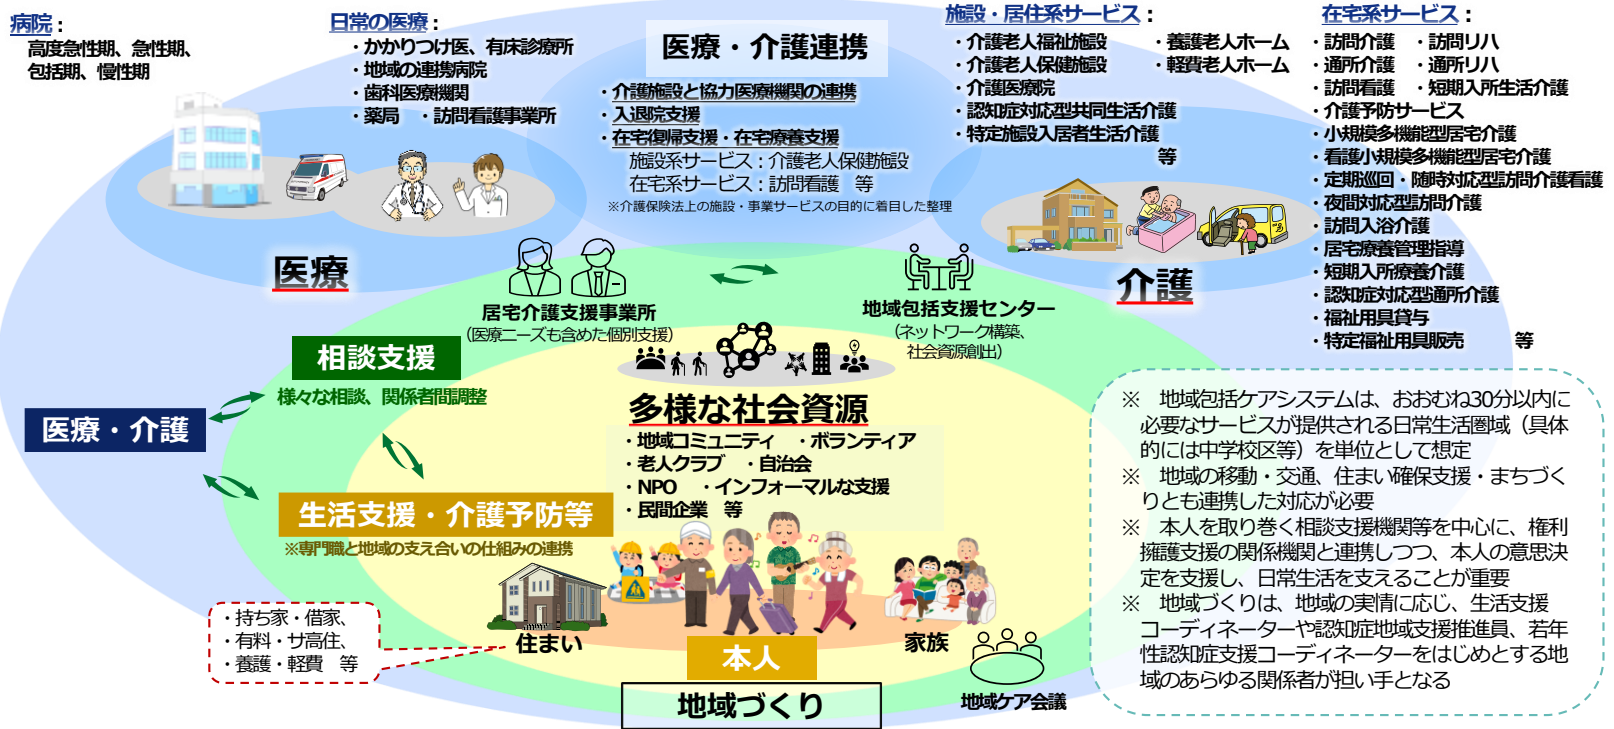 病院：
高度急性期、急性期、
包括期、慢性期
日常の医療：
・かかりつけ医、有床診療所
・地域の連携病院
・歯科医療機関
・薬局　・訪問看護事業所
医療・介護連携
・介護施設と協力医療機関の連携
・入退院支援
・在宅復帰支援・在宅療養支援
施設系サービス：介護老人保健施設
在宅系サービス：訪問看護　等
※介護保険法上の施設・事業サービスの目的に着目した整理
施設・居住系サービス：
・介護老人福祉施設　・養護老人ホーム
・介護老人保健施設　・軽費老人ホーム
・介護医療院
・認知症対応型共同生活介護
・特定施設入居者生活介護
等
在宅系サービス：
・訪問介護　・訪問リハ
・通所介護　・通所リハ
・訪問看護　・短期入所生活介護
・介護予防サービス
・小規模多機能型居宅介護
・看護小規模多機能型居宅介護
・定期巡回・随時対応型訪問介護看護
・夜間対応型訪問介護
・訪問入浴介護
・居宅療養管理指導
・短期入所療養介護
・認知症対応型通所介護
・福祉用具貸与
・特定福祉用具販売　等
医療
介護
居宅介護支援事業所
（医療ニーズも含めた個別支援）
地域包括支援センター
（ネットワーク構築、
社会資源創出）
相談支援
様々な相談、関係者間調整
医療・介護
多様な社会資源
・地域コミュニティ　・ボランティア
・老人クラブ　・自治会
・NPO　・インフォーマルな支援
・民間企業　等
生活支援・介護予防等
※専門職と地域の支え合いの仕組みの連携
・持ち家・借家、
・有料・サ高住、
・養護・軽費　等
住まい
本人
家族
地域づくり
地域ケア会議
※　地域包括ケアシステムは、おおむね30分以内に
必要なサービスが提供される日常生活圏域（具体
的には中学校区等）を単位として想定
※　地域の移動・交通、住まい確保支援・まちづく
りとも連携した対応が必要
※　本人を取り巻く相談支援機関等を中心に、権利
擁護支援の関係機関と連携しつつ、本人の意思決
定を支援し、日常生活を支えることが重要
※　地域づくりは、地域の実情に応じ、生活支援
コーディネーターや認知症地域支援推進員、若年
性認知症支援コーディネーターをはじめとする地
域のあらゆる関係者が担い手となる